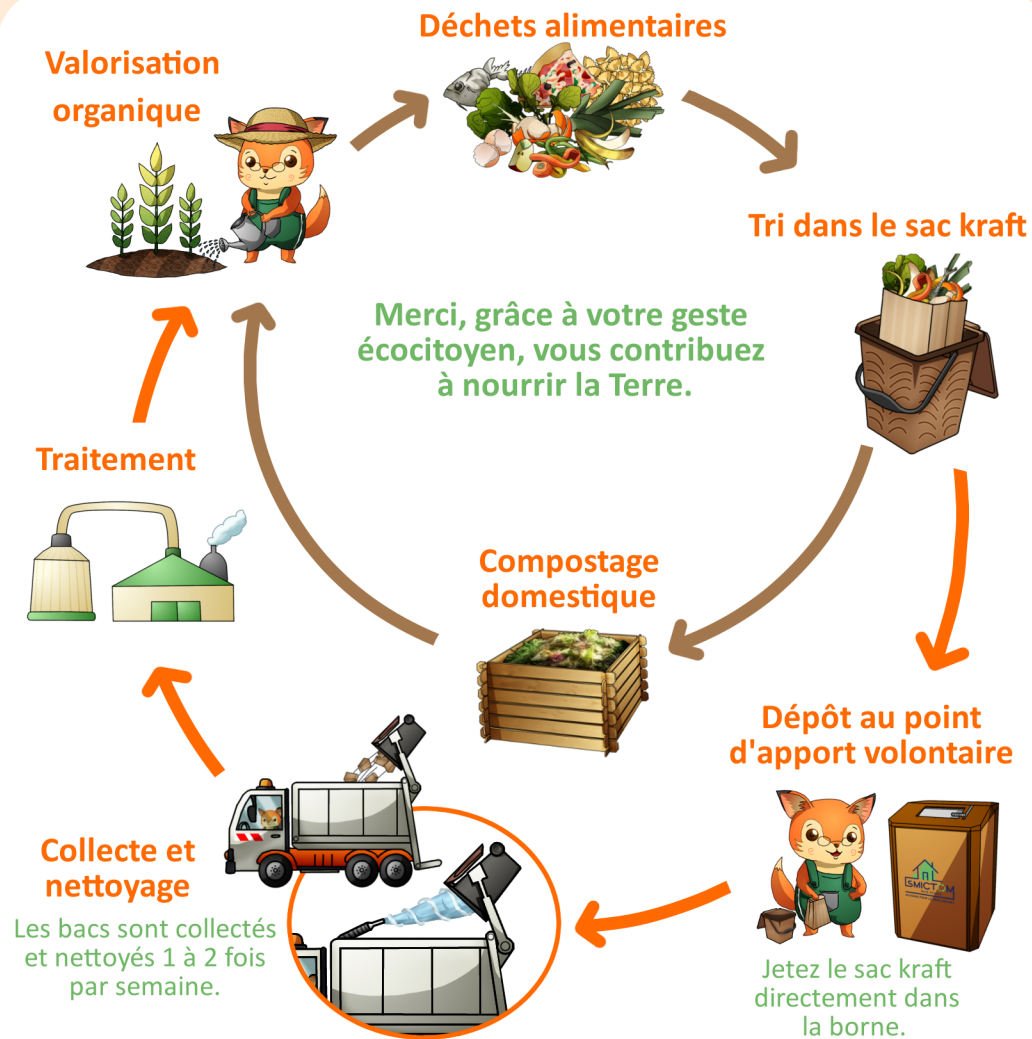 Déchets alimentaires
Valorisation
organique
Tri dans le sac kraft
Merci, grâce à votre geste
écocitoyen, vous contribuez
à nourrir la Terre.
Traitement
Compostage
domestique
Dépôt au point
d'apport volontaire
Collecte et
nettoyage
Les bacs sont collectés
et nettoyés 1 à 2 fois
par semaine.
SMICTOM
Jetez le sac kraft
directement dans
la borne.